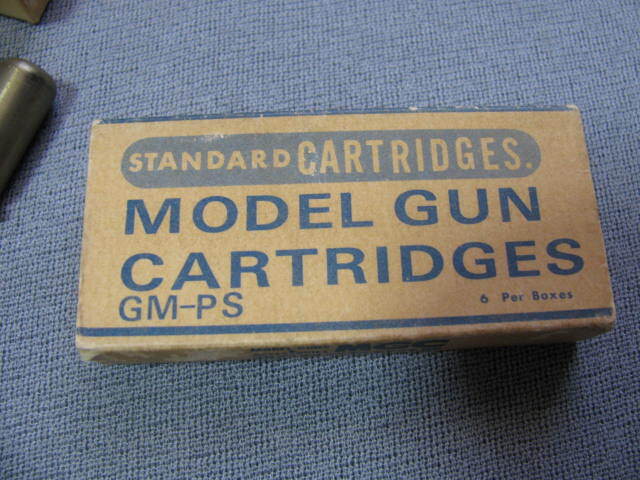 STANDARD CARTRIDGES.
MODEL GUN
CARTRIDGES
GM-PS
6 Per Boxes